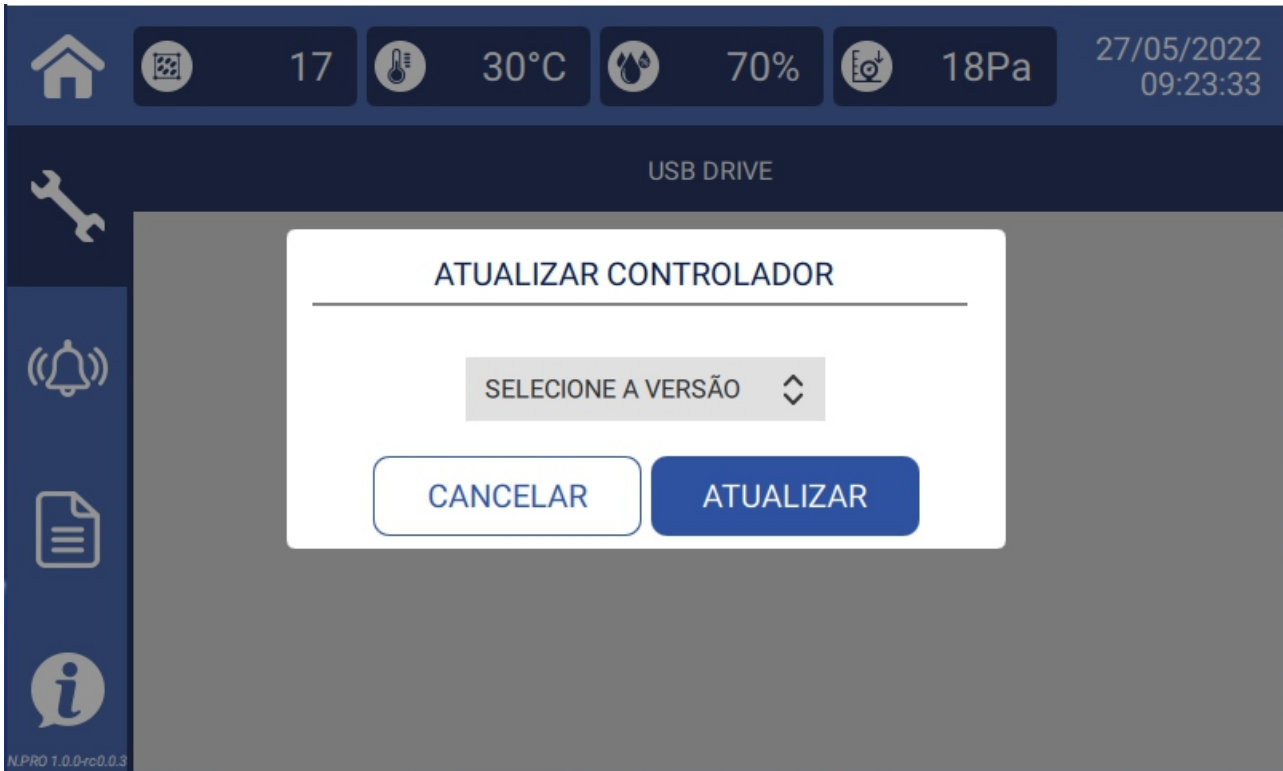 17 30°C 70% 18Pa 27/05/2022
09:23:33
USB DRIVE
ATUALIZAR CONTROLADOR
SELECIONE A VERSÃO
CANCELAR ATUALIZAR
N.PRO 1.0.0-rc0.0.3